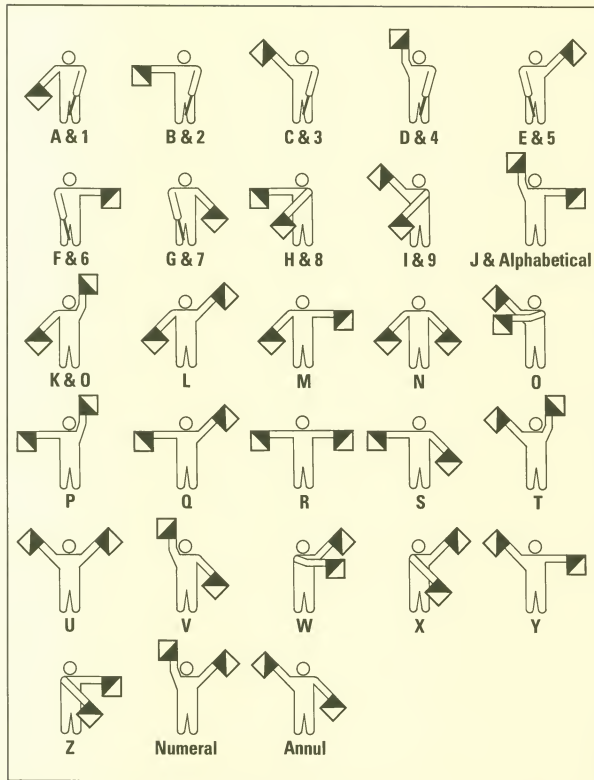 A & 1 B & 2 C & 3 D & 4 E & 5
F & 6 G & 7 H & 8 I & 9 J & Alphabetical
K & 0 L M N O
P Q R S T
U V W X Y
Z Numeral Annul